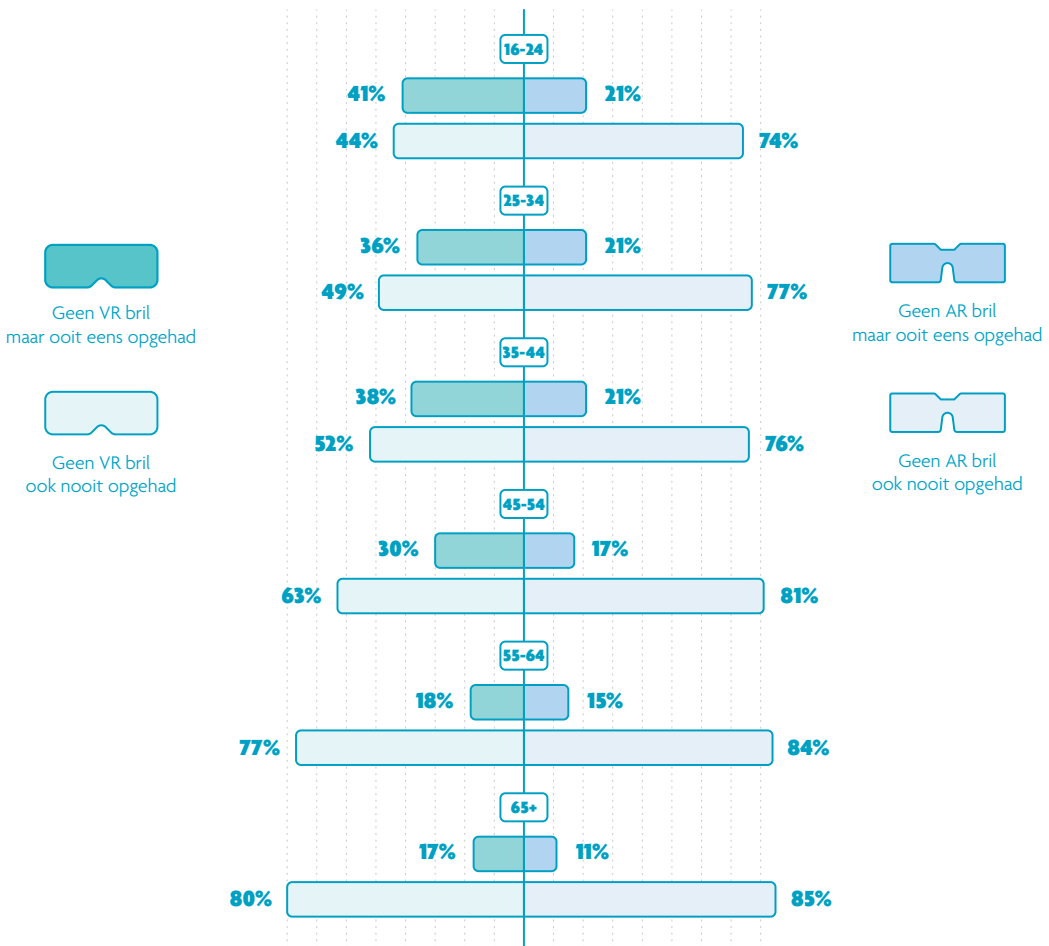 16-24
41% 21%
44% 74%
25-34
36% 21%
49% 77%
Geen VR bril
maar ooit eens opgehad
Geen AR bril
maar ooit eens opgehad
35-44
38% 21%
52% 76%
Geen VR bril
ook nooit opgehad
Geen AR bril
ook nooit opgehad
45-54
30% 17%
63% 81%
55-64
18% 15%
77% 84%
65+
17% 11%
80% 85%